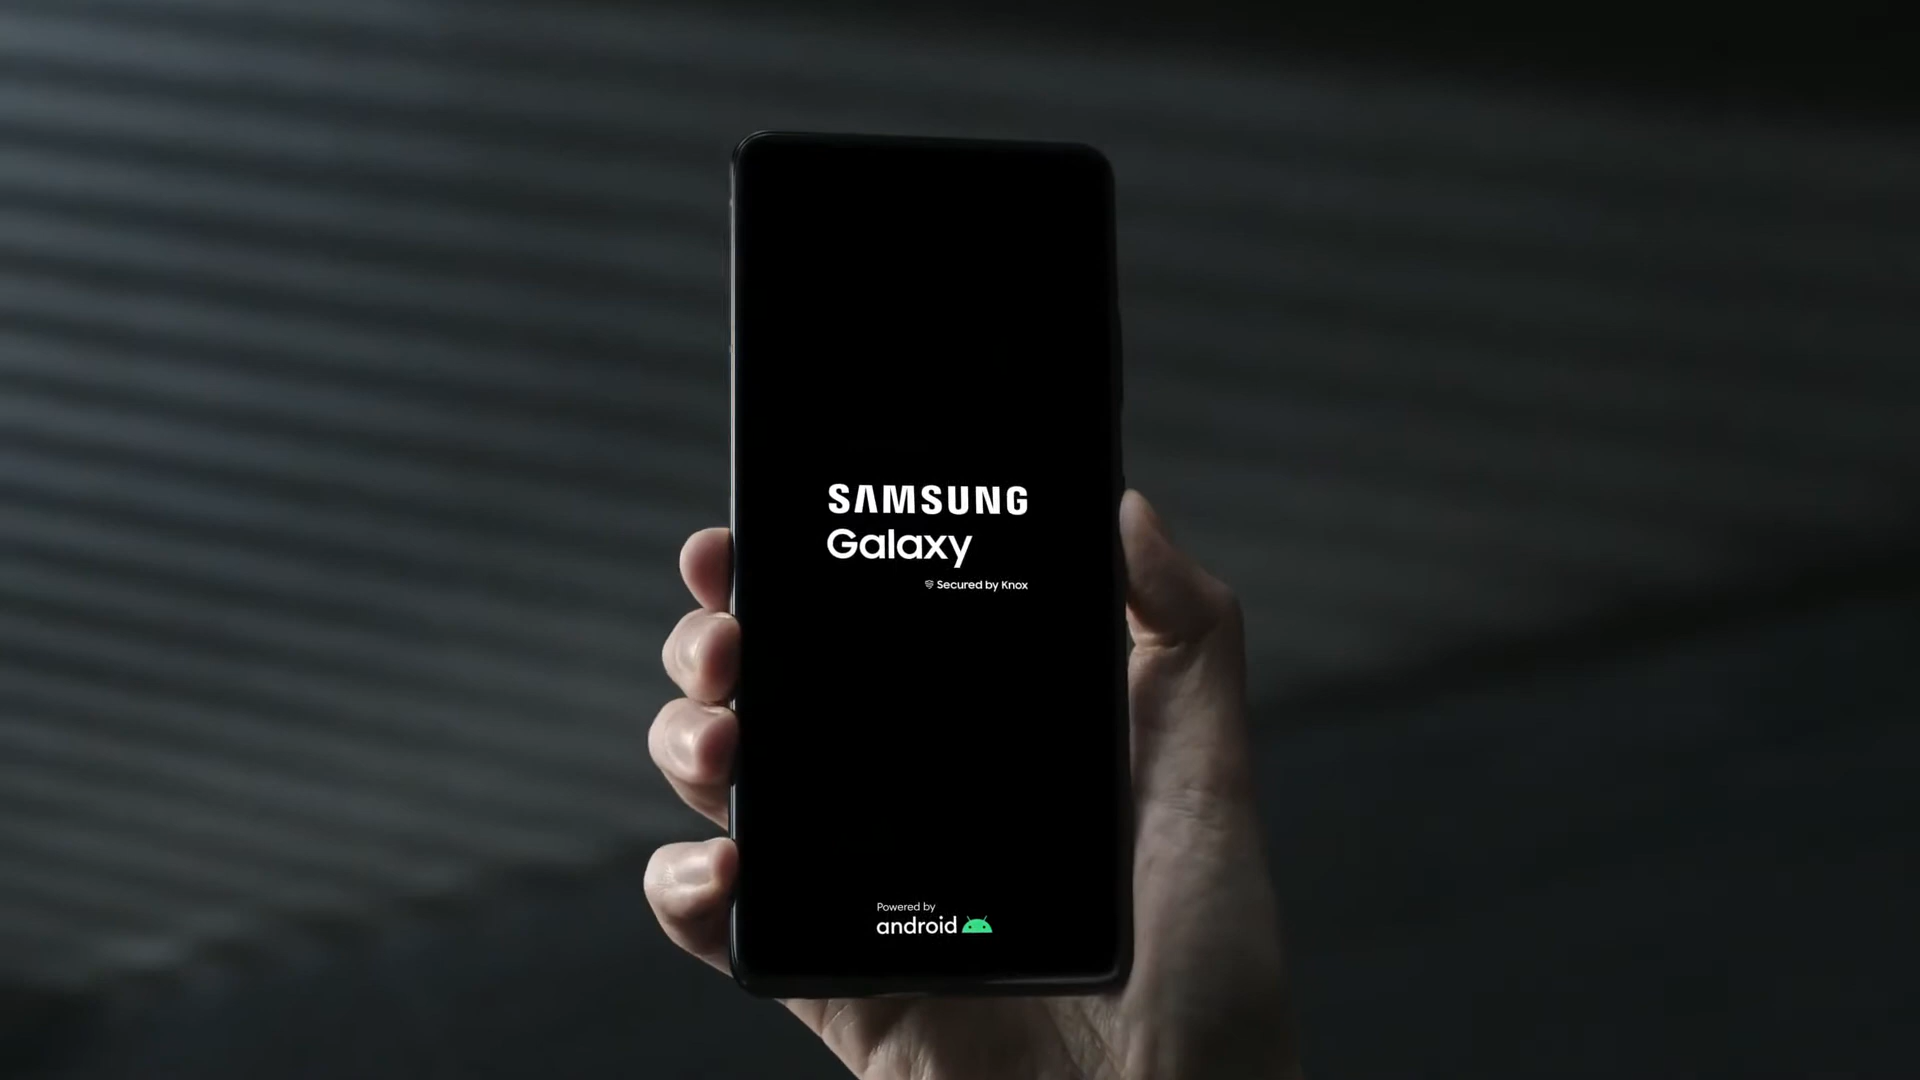 SAMSUNG
Galaxy
Secured by Knox
Powered by
android